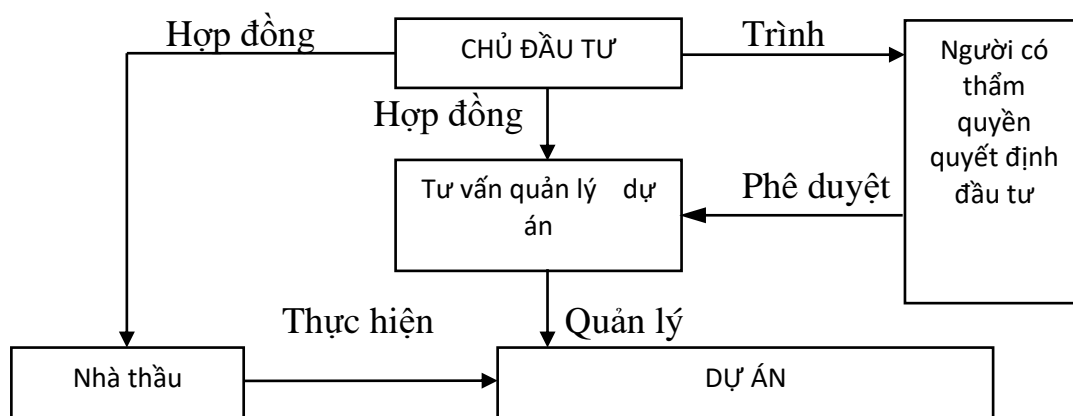 Hợp đồng
CHỦ ĐẦU TƯ
Trình
Người có
thẩm
quyền
quyết định
đầu tư
Hợp đồng
Tư vấn quản lý dự
án
Phê duyệt
Thực hiện
Quản lý
Nhà thầu
DỰ ÁN